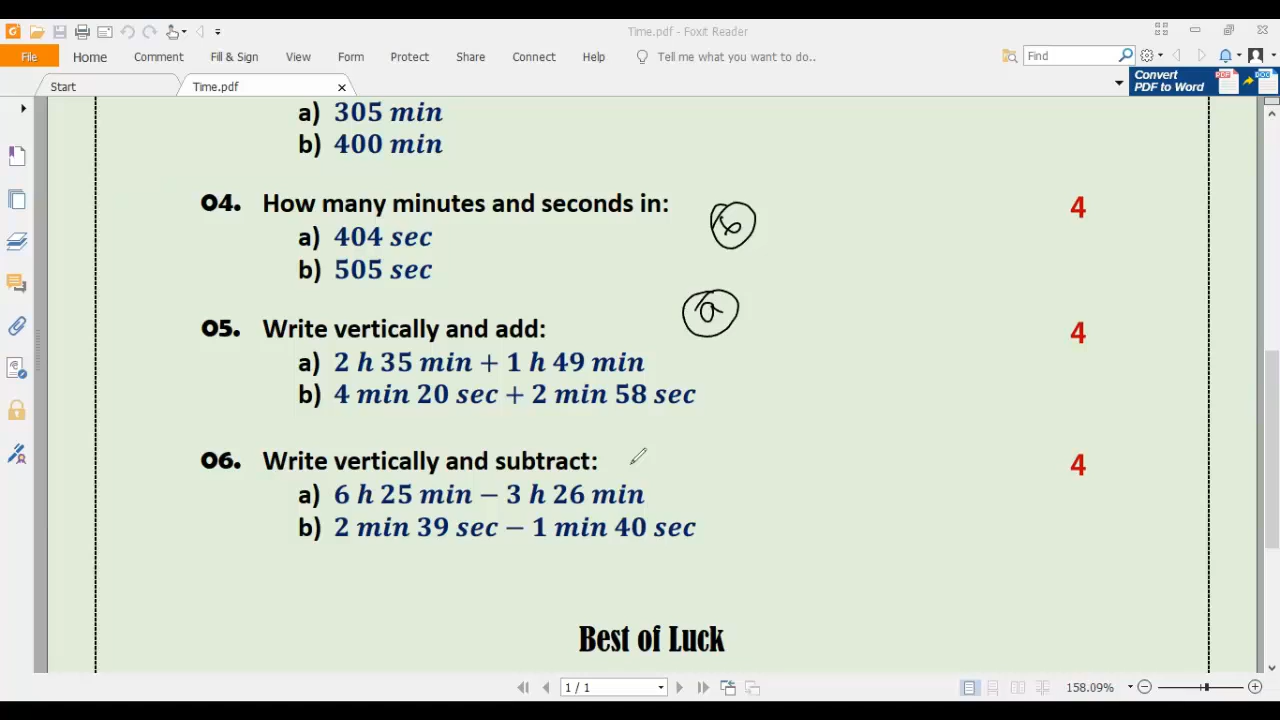 Time.pdf - Foxit Reader
File Home Comment Fill & Sign View Form Protect Share Connect Help Tell me what you want to do.. Find
Start Time.pdf
Convert
PDF to Word
a) 305 min
b) 400 min
04. How many minutes and seconds in: 4
a) 404 sec
b) 505 sec
05. Write vertically and add: 4
a) 2 h 35 min + 1 h 49 min
b) 4 min 20 sec + 2 min 58 sec
06. Write vertically and subtract: 4
a) 6 h 25 min − 3 h 26 min
b) 2 min 39 sec − 1 min 40 sec
Best of Luck
1 / 1 158.09%